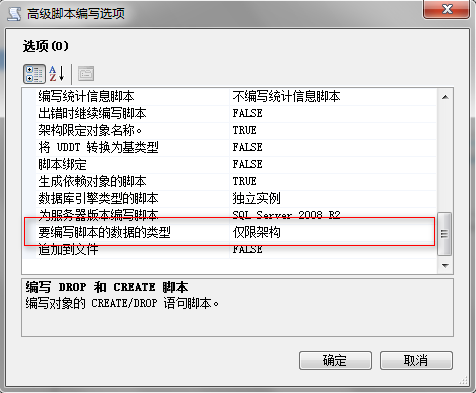 高级脚本编写选项
选项(O)
编写统计信息脚本 不编写统计信息脚本
出错时继续编写脚本 FALSE
架构限定对象名称。 TRUE
将 UDDT 转换为基类型 FALSE
脚本绑定 FALSE
生成依赖对象的脚本 TRUE
数据库引擎类型的脚本 独立实例
为服务器版本编写脚本 SQL Server 2008 R2
要编写脚本的数据的类型 仅限架构
追加到文件 FALSE
编写 DROP 和 CREATE 脚本
编写对象的 CREATE/DROP 语句脚本。
确定 取消